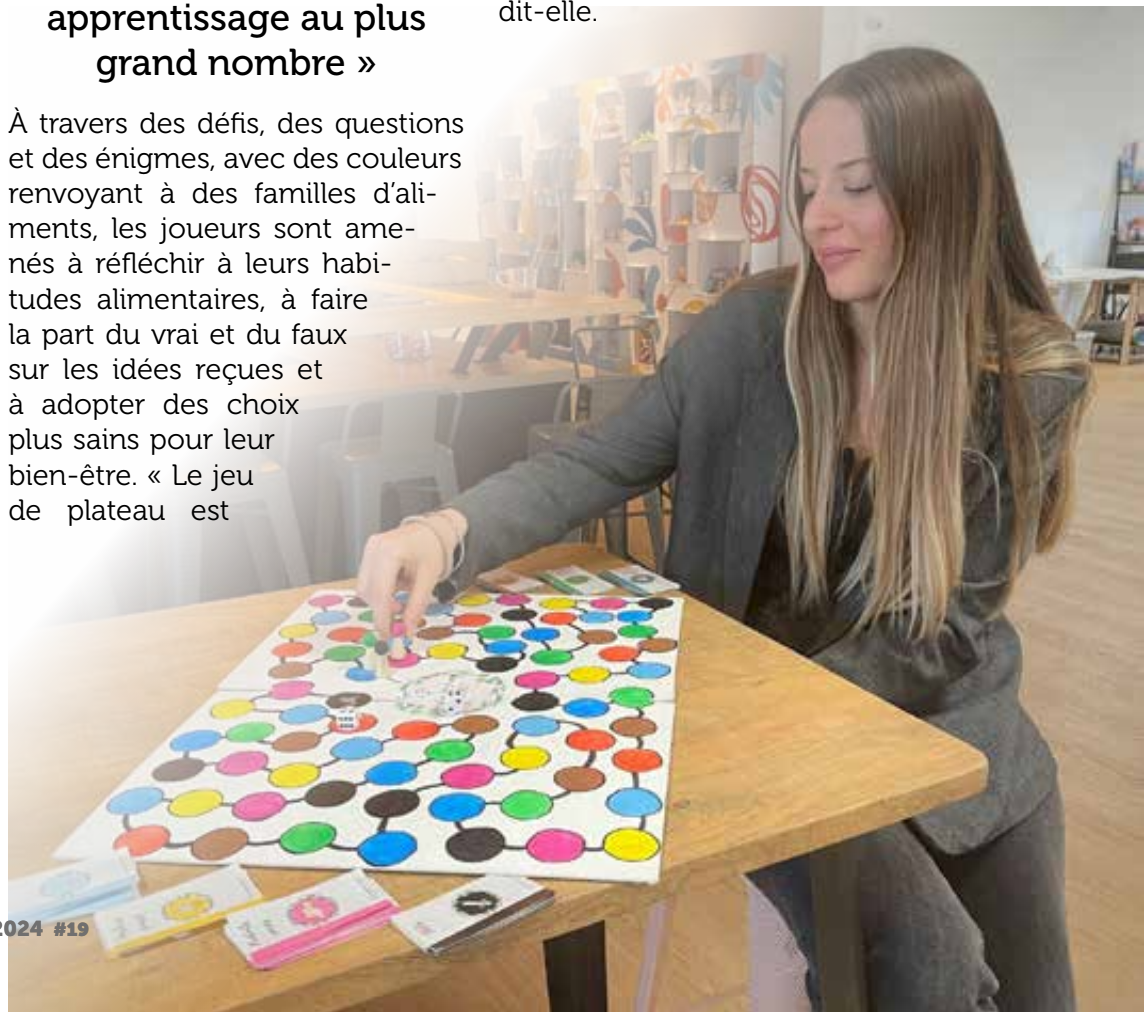 apprentissage au plus
grand nombre »
À travers des défis, des questions
et des énigmes, avec des couleurs
renvoyant à des familles d'ali-
ments, les joueurs sont ame-
nés à réfléchir à leurs habi-
tudes alimentaires, à faire
la part du vrai et du faux
sur les idées reçues et
à adopter des choix
plus sains pour leur
bien-être. « Le jeu
de plateau est
dit-elle.
2024 #19